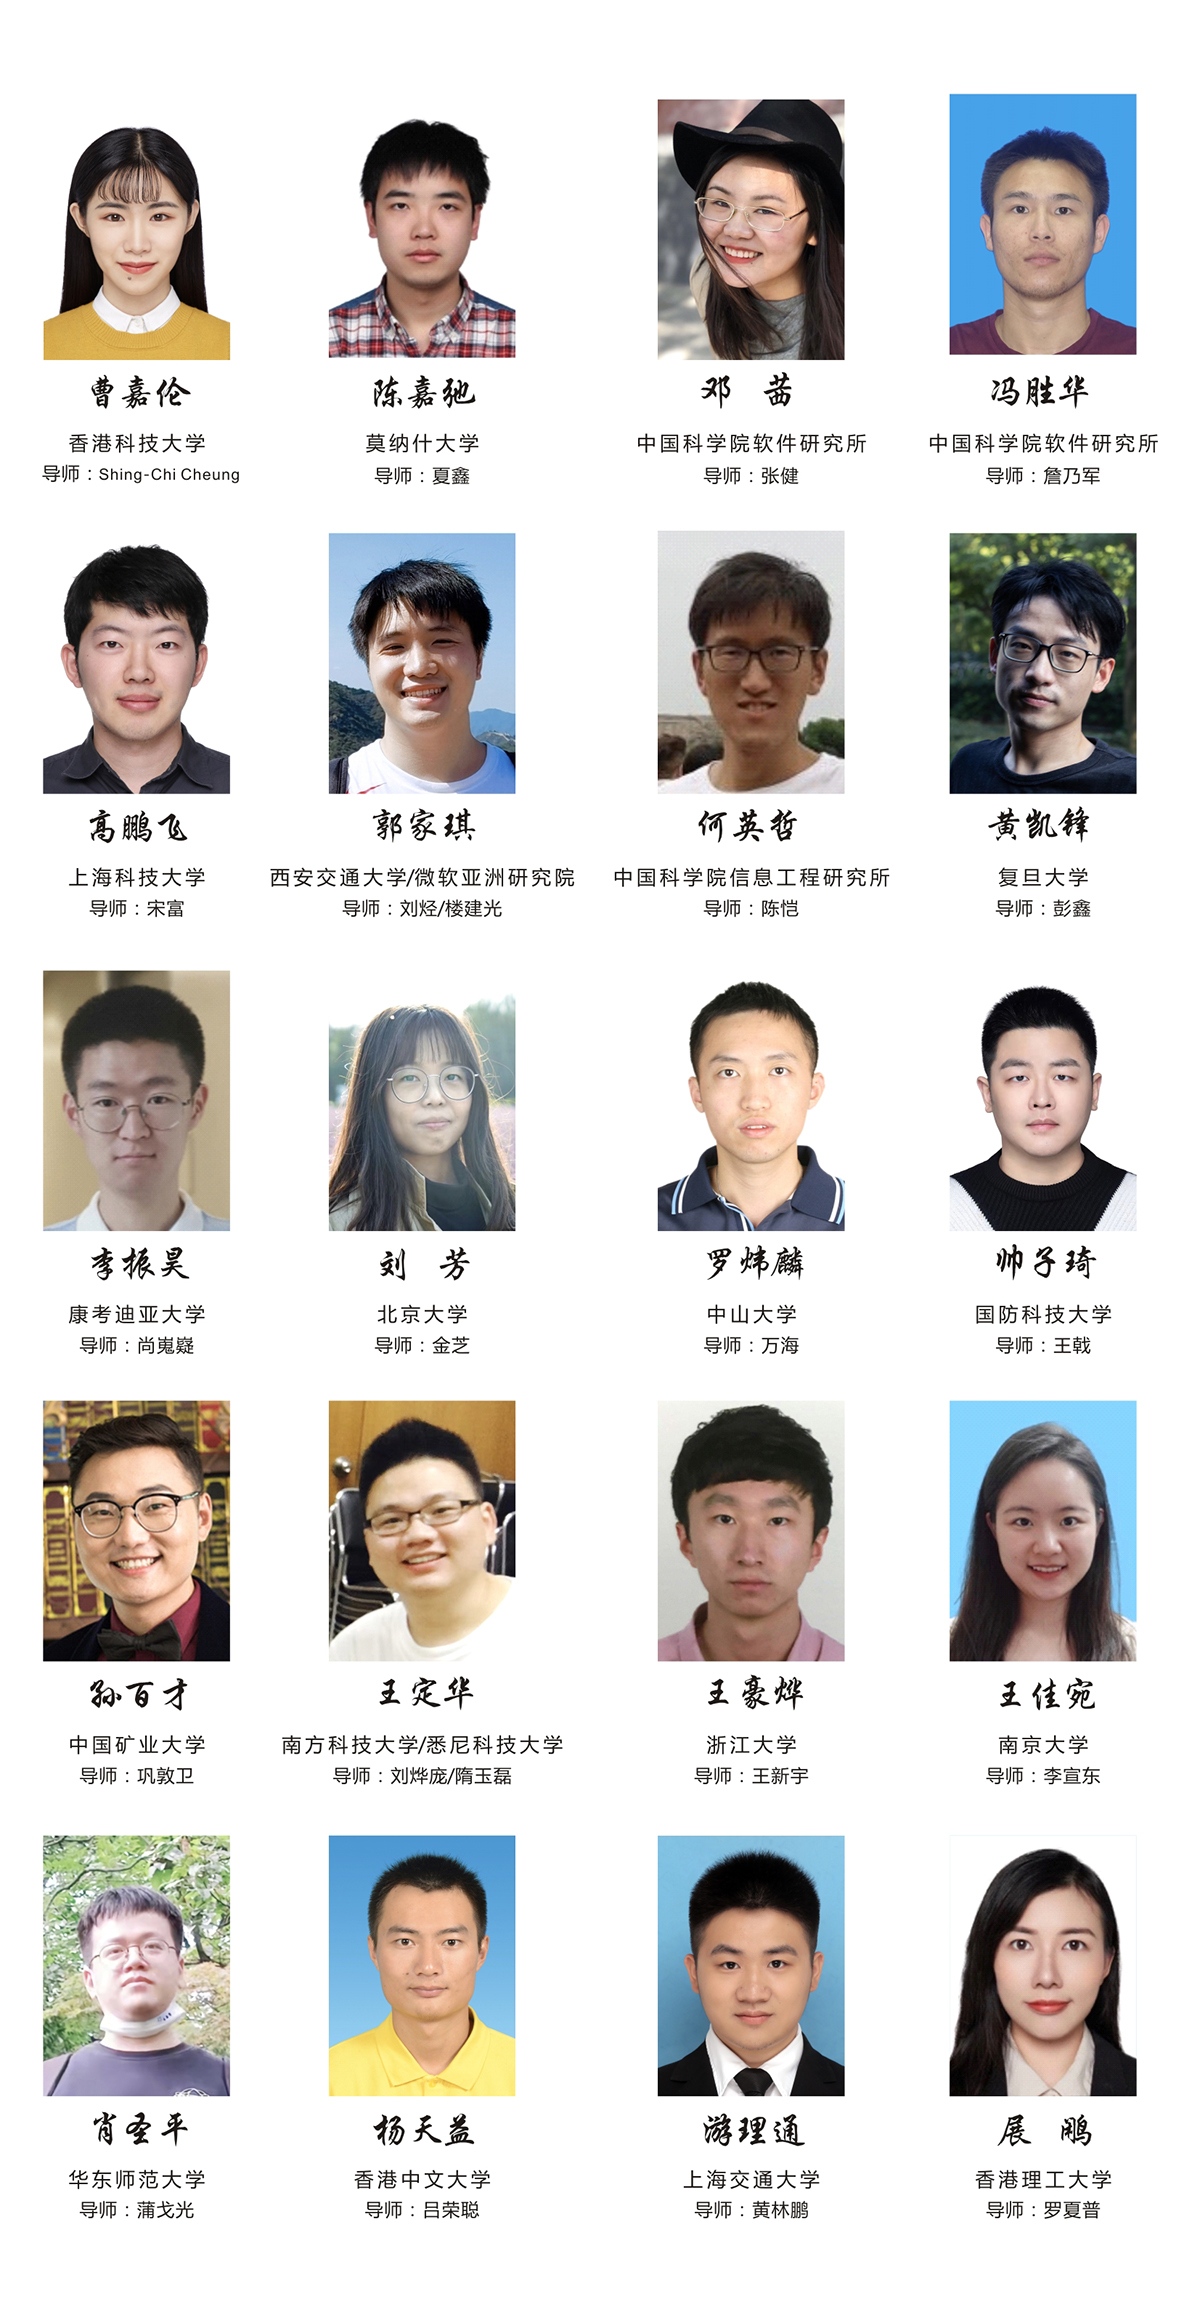 曹嘉伦
香港科技大学
导师：Shing-Chi Cheung
陈嘉弛
莫纳什大学
导师：夏鑫
邓 茜
中国科学院软件研究所
导师：张健
冯胜华
中国科学院软件研究所
导师：詹乃军
高鹏飞
上海科技大学
导师：宋富
郭家琪
西安交通大学/微软亚洲研究院
导师：刘烃/楼建光
何英哲
中国科学院信息工程研究所
导师：陈恺
黄凯锋
复旦大学
导师：彭鑫
李振昊
康考迪亚大学
导师：尚嵬嶷
刘 芳
北京大学
导师：金芝
罗炜麟
中山大学
导师：万海
帅子琦
国防科技大学
导师：王戟
孙百才
中国矿业大学
导师：巩敦卫
王定华
南方科技大学/悉尼科技大学
导师：刘烨庞/隋玉磊
王豪烨
浙江大学
导师：王新宇
王佳宛
南京大学
导师：李宣东
肖圣平
华东师范大学
导师：蒲戈光
杨天益
香港中文大学
导师：吕荣聪
游理通
上海交通大学
导师：黄林鹏
展 鹏
香港理工大学
导师：罗夏普